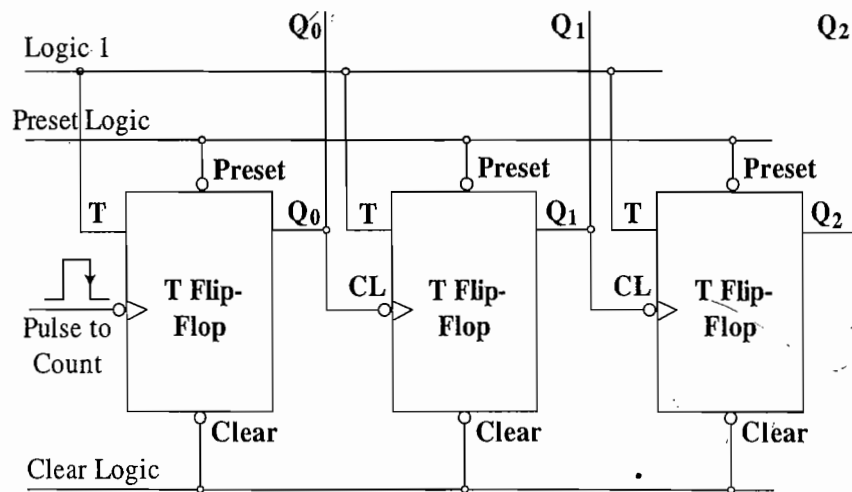 Q0 Q1 Q2
Logic 1
Preset Logic
Preset Preset Preset
T Q0 T Q1 T Q2
T Flip-
Flop
CL T Flip-
Flop
CL T Flip-
Flop
Pulse to
Count
Clear Clear Clear
Clear Logic